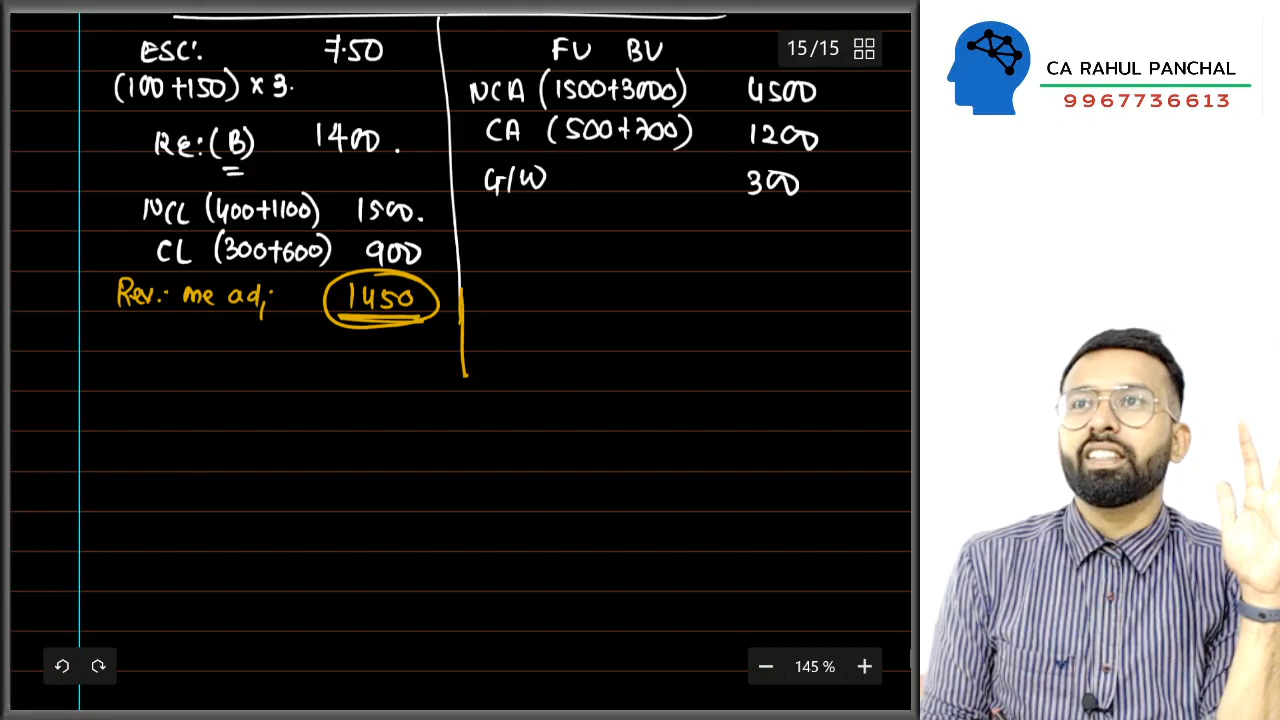 ESC: 7.50
(100+150) × 3.
RE: (B) 1400.
NCL (400+1100) 1500.
CL (300+600) 900
Rev. me adj 1450
FV BV
NCA (1500+3000) 4500
CA (500+700) 1200
G/W 300
15/15
CA RAHUL PANCHAL
9967736613
145 %